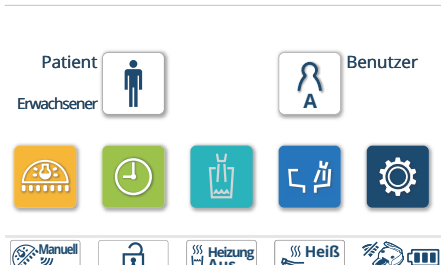 Patient
Benutzer
Erwachsener
A
Manuell
Heizung
Aus
Heiß